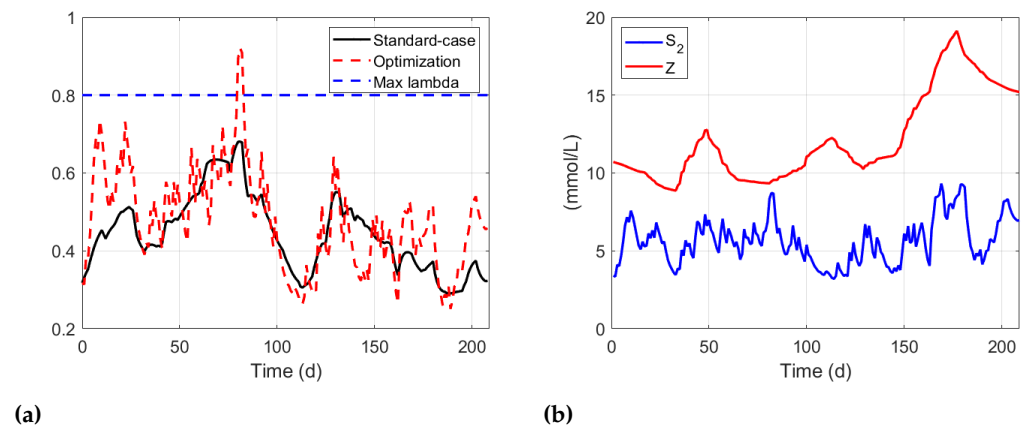 1
0.8
0.6
0.4
0.2
0
50
100
150
200
Time (d)
Standard-case
Optimization
Max lambda
(a)
20
15
10
5
0
(mmol/L)
0
50
100
150
200
Time (d)
S2
Z
(b)